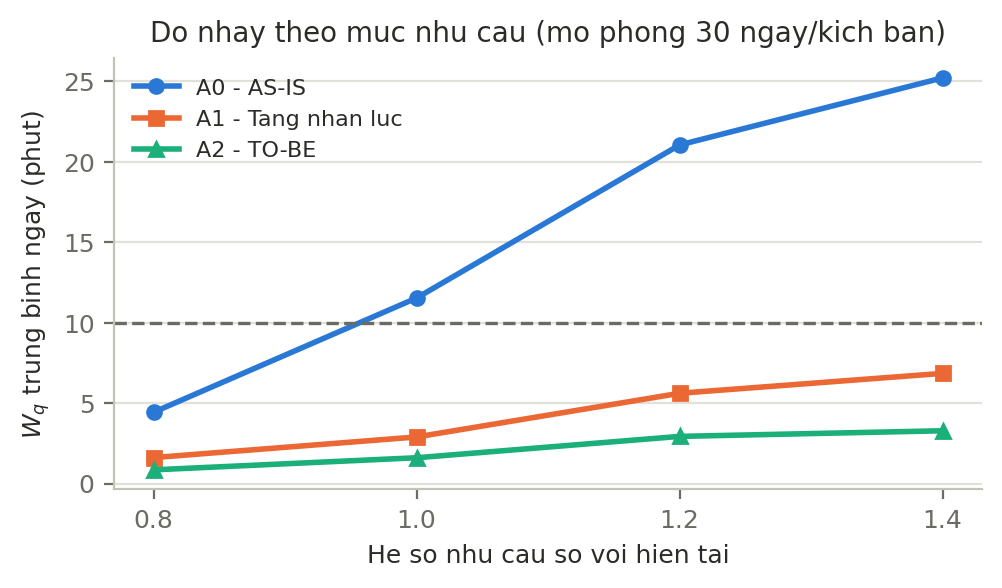 Do nhay theo muc nhu cau (mo phong 30 ngay/kich ban)
A0 - AS-IS
A1 - Tang nhan luc
A2 - TO-BE
Wq trung binh ngay (phut)
25
20
15
10
5
0
0.8 1.0 1.2 1.4
He so nhu cau so voi hien tai